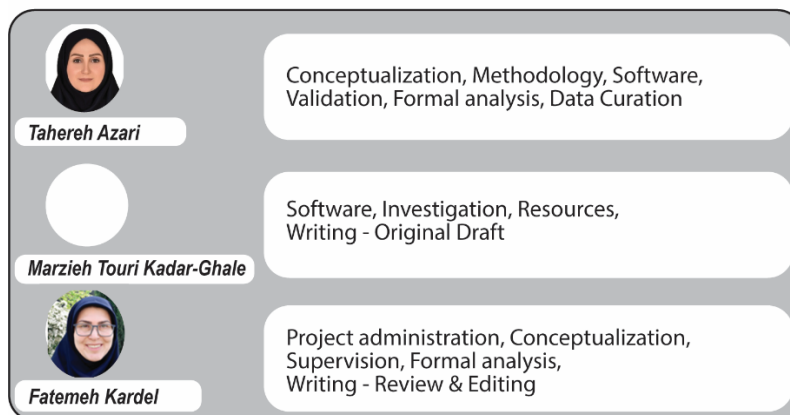 Conceptualization, Methodology, Software,
Validation, Formal analysis, Data Curation
Tahereh Azari
Software, Investigation, Resources,
Writing - Original Draft
Marzieh Touri Kadar-Ghale
Project administration, Conceptualization,
Supervision, Formal analysis,
Writing - Review & Editing
Fatemeh Kardel